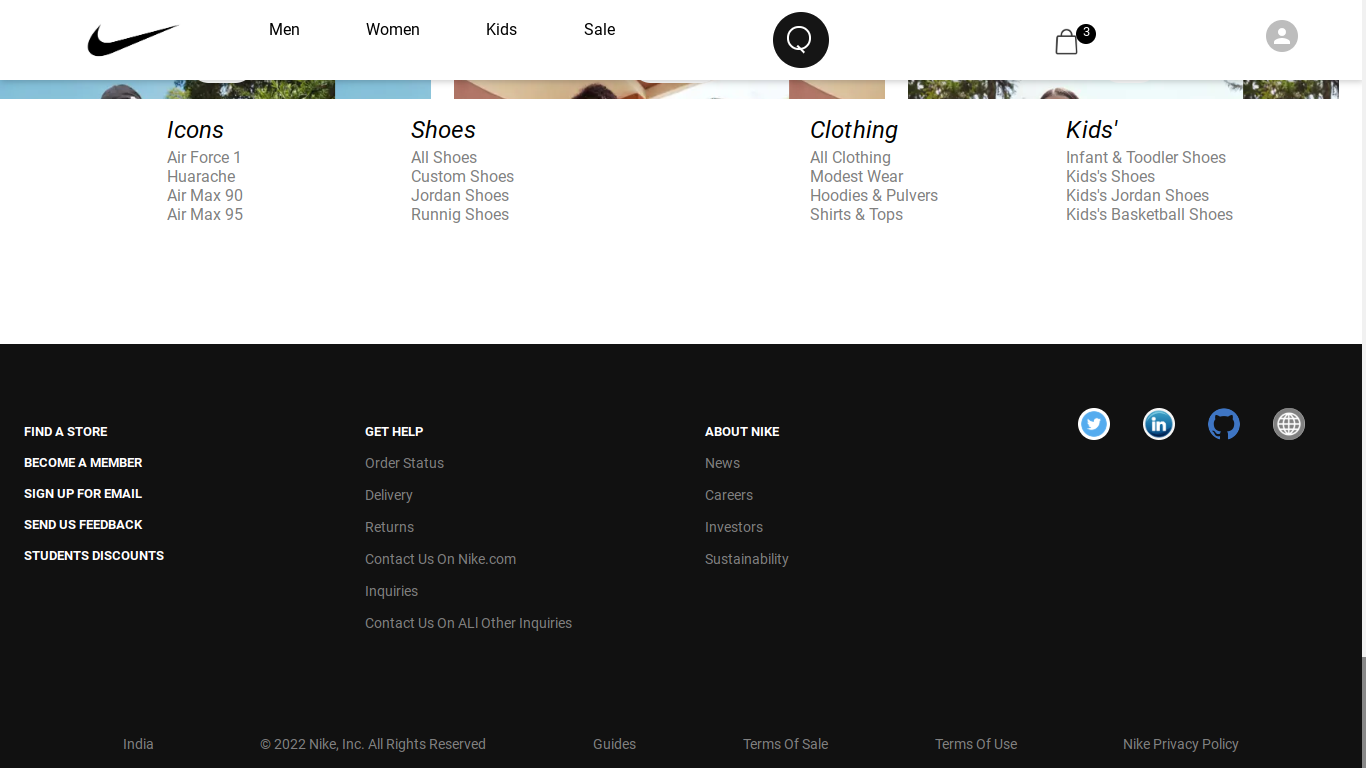 Men Women Kids Sale 3
Icons
Air Force 1
Huarache
Air Max 90
Air Max 95
Shoes
All Shoes
Custom Shoes
Jordan Shoes
Runnig Shoes
Clothing
All Clothing
Modest Wear
Hoodies & Pulvers
Shirts & Tops
Kids'
Infant & Toodler Shoes
Kids's Shoes
Kids's Jordan Shoes
Kids's Basketball Shoes
FIND A STORE
BECOME A MEMBER
SIGN UP FOR EMAIL
SEND US FEEDBACK
STUDENTS DISCOUNTS
GET HELP
Order Status
Delivery
Returns
Contact Us On Nike.com
Inquiries
Contact Us On ALl Other Inquiries
ABOUT NIKE
News
Careers
Investors
Sustainability
in
India © 2022 Nike, Inc. All Rights Reserved Guides Terms Of Sale Terms Of Use Nike Privacy Policy